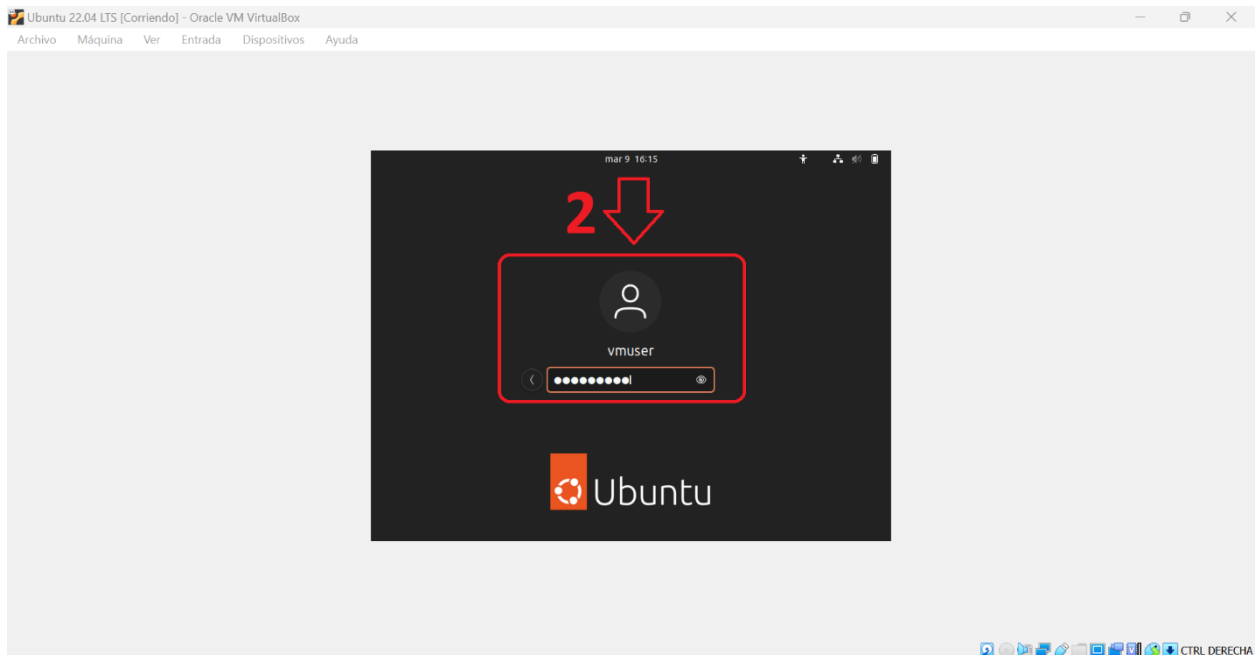 Ubuntu 22.04 LTS [Corriendo] - Oracle VM VirtualBox
Archivo Máquina Ver Entrada Dispositivos Ayuda
mar 9 16:15
2
vmuser
Ubuntu
CTRL DERECHA